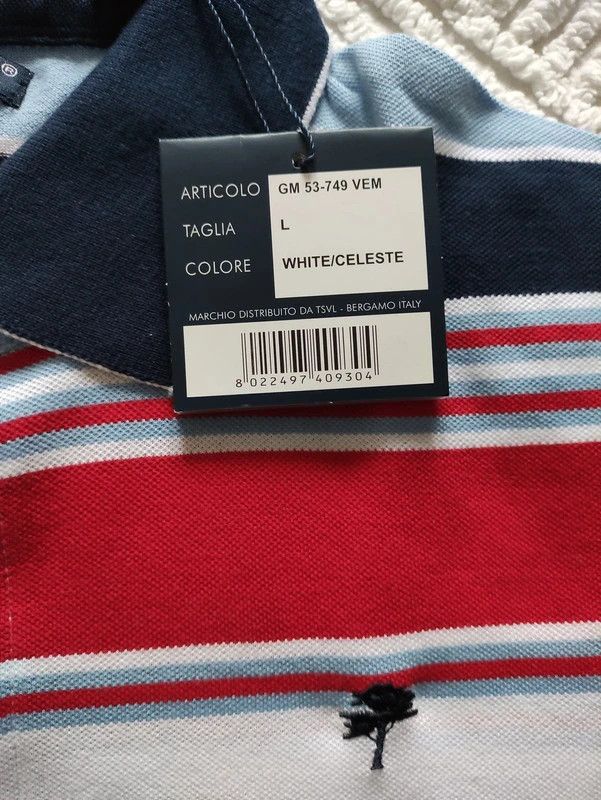 ®
ARTICOLO GM 53-749 VEM
TAGLIA L
COLORE WHITE/CELESTE
MARCHIO DISTRIBUITO DA TSVL - BERGAMO ITALY
8 022497 409304